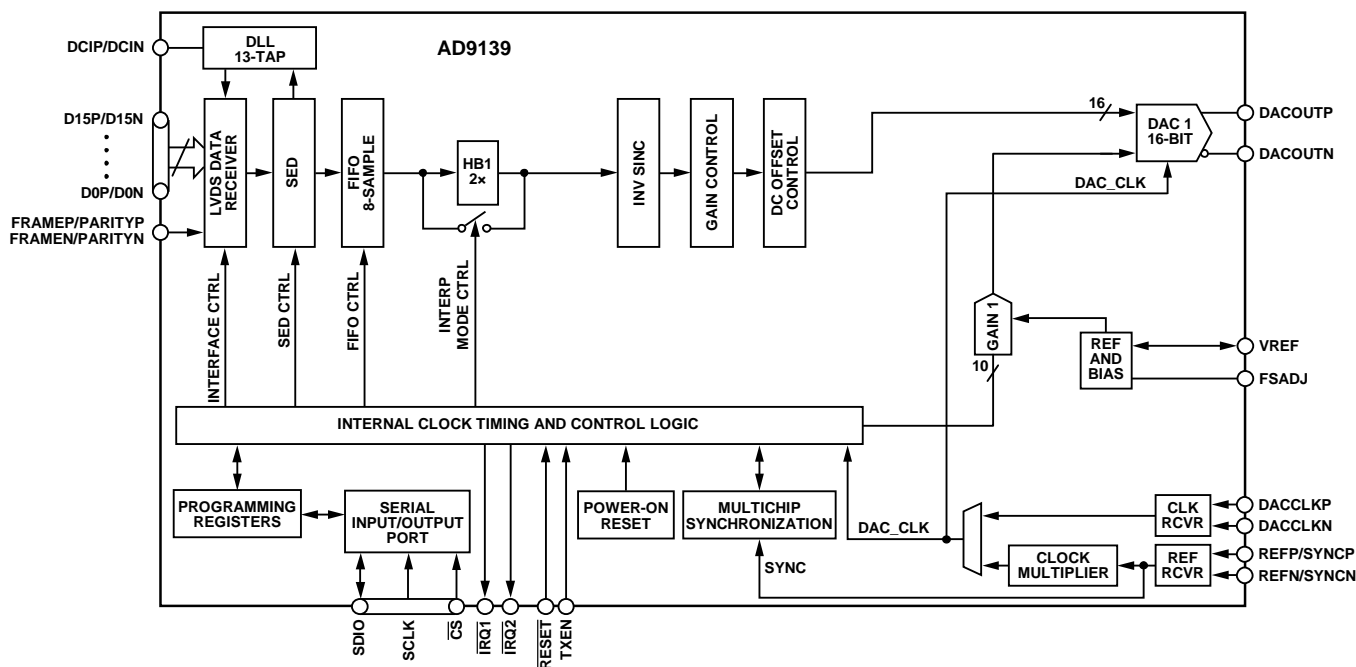 AD9139
DCIP/DCIN
DLL
13-TAP
D15P/D15N
D0P/D0N
FRAMEP/PARITYP
FRAMEN/PARITYN
LVDS DATA
RECEIVER
SED
FIFO
8-SAMPLE
HB1
2×
INV SINC
GAIN CONTROL
DC OFFSET
CONTROL
16
DAC 1
16-BIT
DACOUTP
DACOUTN
DAC_CLK
INTERFACE CTRL
SED CTRL
FIFO CTRL
INTERP
MODE CTRL
GAIN 1
10
REF
AND
BIAS
VREF
FSADJ
INTERNAL CLOCK TIMING AND CONTROL LOGIC
PROGRAMMING
REGISTERS
SERIAL
INPUT/OUTPUT
PORT
POWER-ON
RESET
MULTICHIP
SYNCHRONIZATION
DAC_CLK
SYNC
CLOCK
MULTIPLIER
CLK
RCVR
REF
RCVR
DACCLKP
DACCLKN
REFP/SYNCP
REFN/SYNCN
SDIO
SCLK
CS
IRQ1
IRQ2
RESET
TXEN